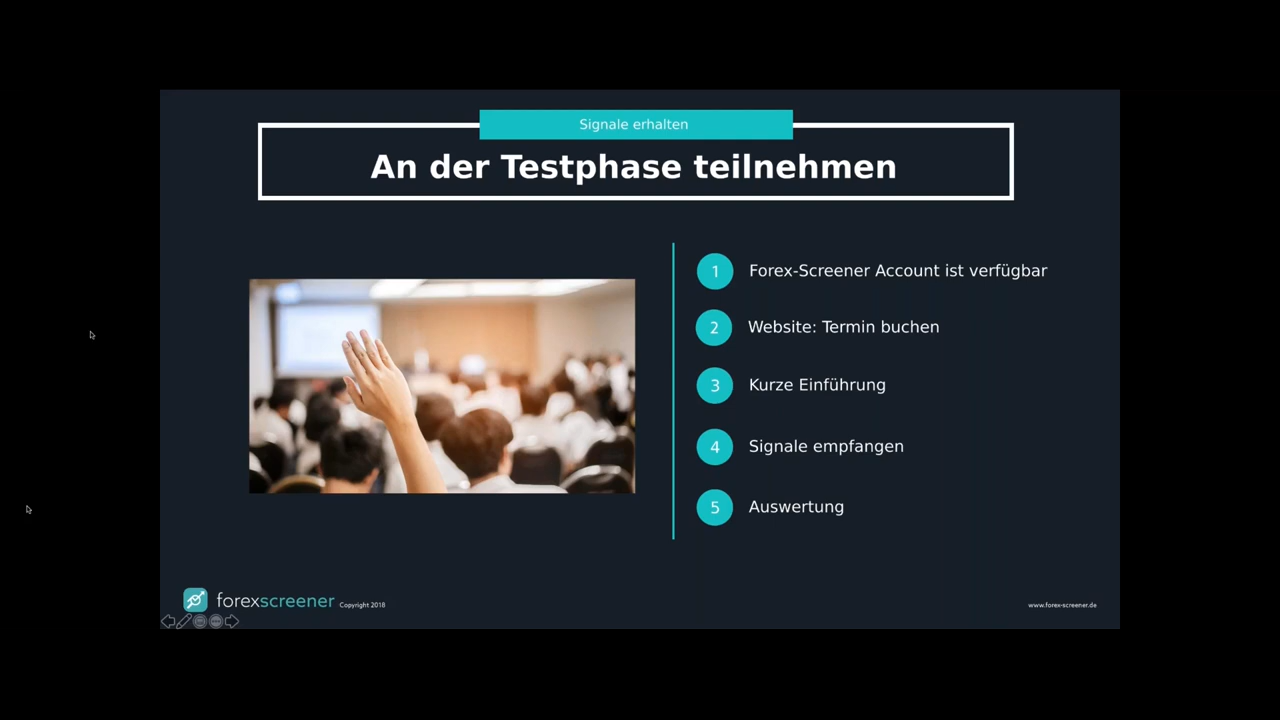 Signale erhalten
An der Testphase teilnehmen
1 Forex-Screener Account ist verfügbar
2 Website: Termin buchen
3 Kurze Einführung
4 Signale empfangen
5 Auswertung
forexscreener Copyright 2018
www.forex-screener.de